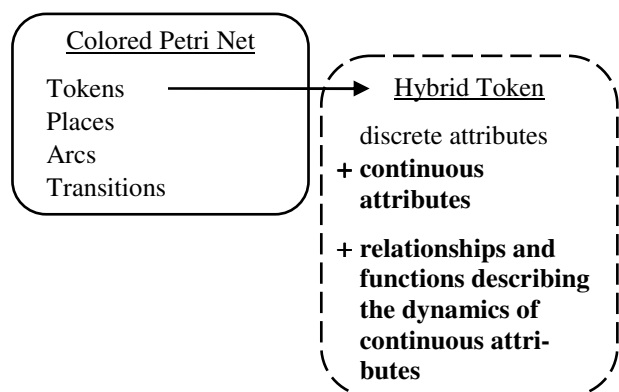 Colored Petri Net
Tokens
Places
Arcs
Transitions
Hybrid Token
discrete attributes
+ continuous
attributes
+ relationships and
functions describing
the dynamics of
continuous attri-
butes